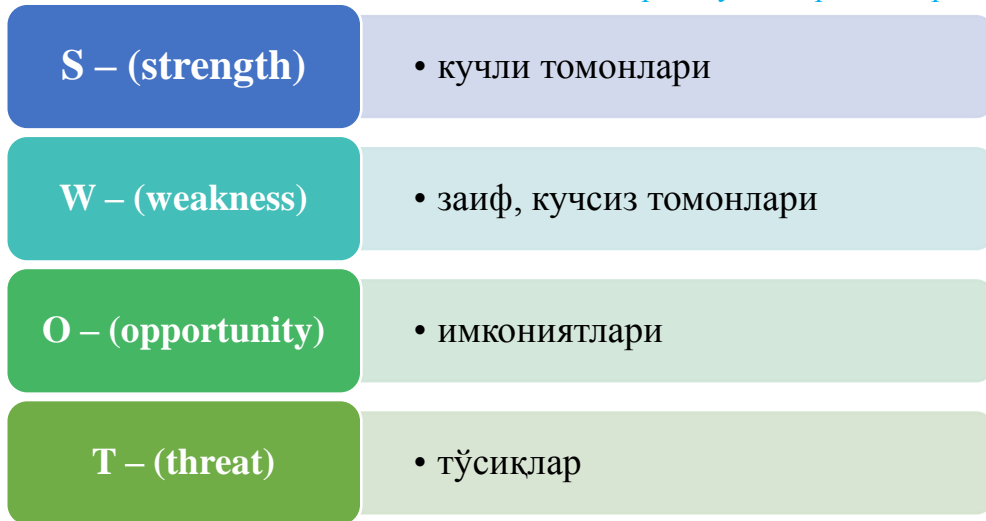 S – (strength)
• кучли томонлари
W – (weakness)
• заиф, кучсиз томонлари
O – (opportunity)
• имкониятлари
T – (threat)
• тўсиқлар